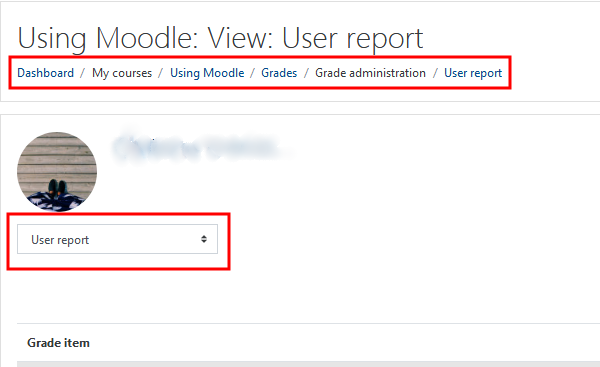 Using Moodle: View: User report
Dashboard / My courses / Using Moodle / Grades / Grade administration / User report
User report
Grade item